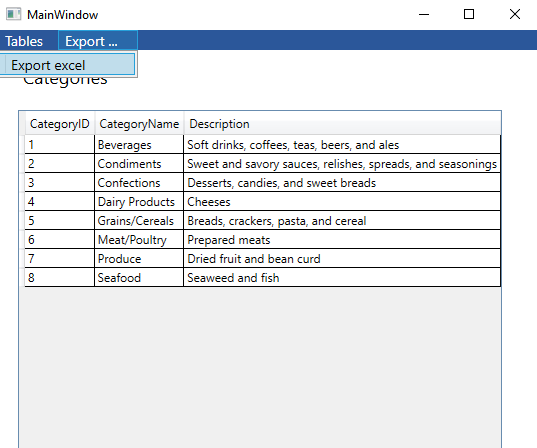 MainWindow
Tables Export ...
Export excel
Categories
CategoryID CategoryName Description
1 Beverages Soft drinks, coffees, teas, beers, and ales
2 Condiments Sweet and savory sauces, relishes, spreads, and seasonings
3 Confections Desserts, candies, and sweet breads
4 Dairy Products Cheeses
5 Grains/Cereals Breads, crackers, pasta, and cereal
6 Meat/Poultry Prepared meats
7 Produce Dried fruit and bean curd
8 Seafood Seaweed and fish